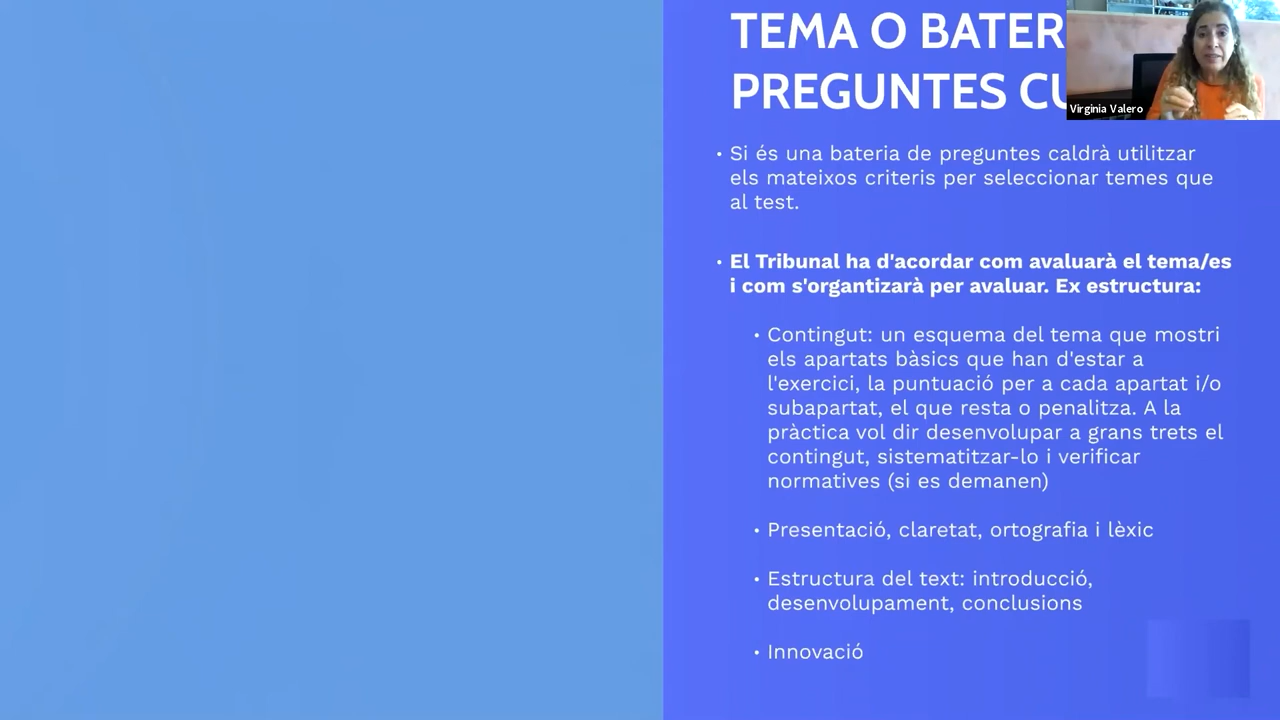 TEMA O BATER
PREGUNTES CU
Virginia Valero
• Si és una bateria de preguntes caldrà utilitzar
els mateixos criteris per seleccionar temes que
al test.
• El Tribunal ha d'acordar com avaluarà el tema/es
i com s'organtizarà per avaluar. Ex estructura:
• Contingut: un esquema del tema que mostri
els apartats bàsics que han d'estar a
l'exercici, la puntuació per a cada apartat i/o
subapartat, el que resta o penalitza. A la
pràctica vol dir desenvolupar a grans trets el
contingut, sistematitzar-lo i verificar
normatives (si es demanen)
• Presentació, claretat, ortografia i lèxic
• Estructura del text: introducció,
desenvolupament, conclusions
• Innovació